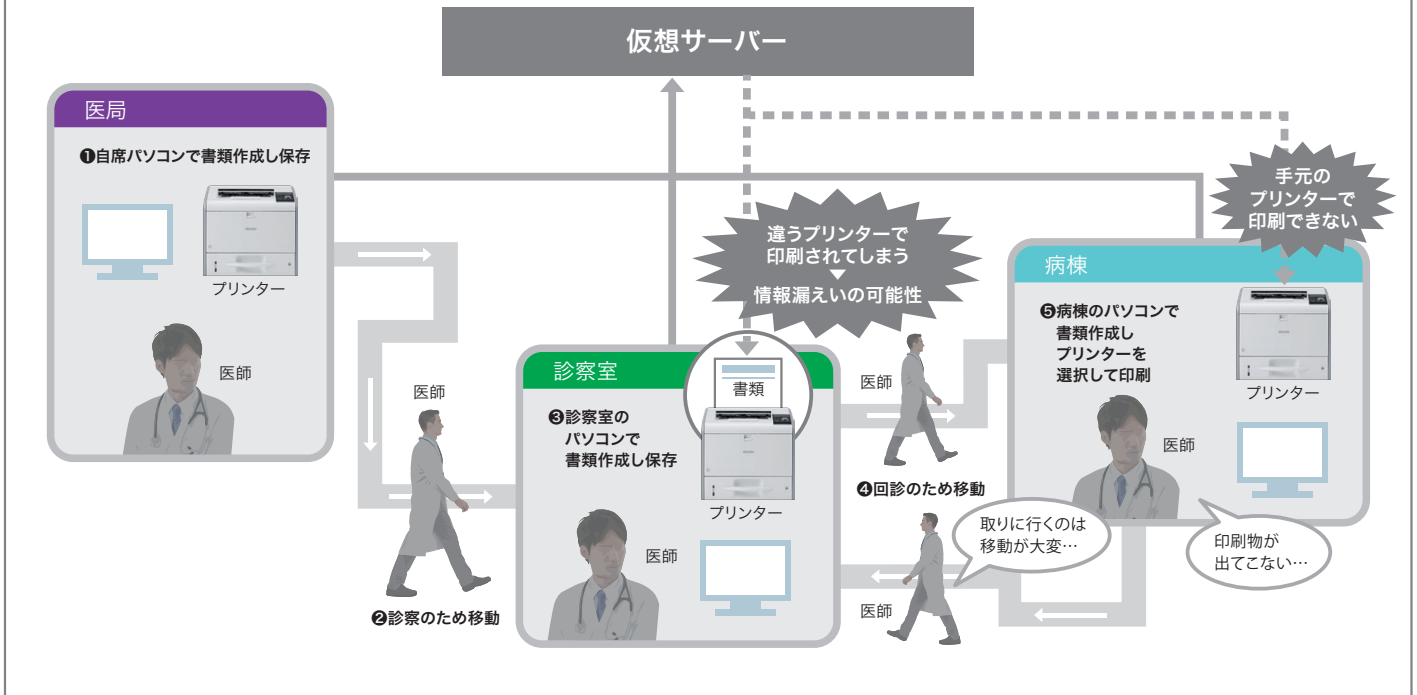 仮想サーバー
医局
❶自席パソコンで書類作成し保存
プリンター
医師
医師
❷診察のため移動
診察室
❸診察室の
パソコンで
書類作成し保存
書類
プリンター
医師
違うプリンターで
印刷されてしまう
▼
情報漏えいの可能性
医師
❹回診のため移動
手元の
プリンターで
印刷できない
病棟
❺病棟のパソコンで
書類作成し
プリンターを
選択して印刷
プリンター
医師
印刷物が
出てこない…
取りに行くのは
移動が大変…
医師